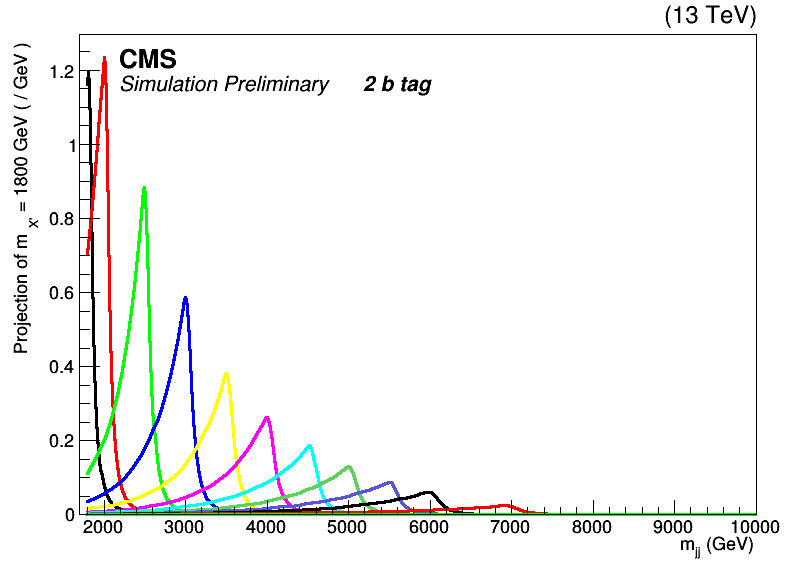 (13 TeV)
CMS
Simulation Preliminary 2 b tag
Projection of m_x' = 1800 GeV ( / GeV )
1.2
1
0.8
0.6
0.4
0.2
0
2000 3000 4000 5000 6000 7000 8000 9000 10000
m_jj (GeV)